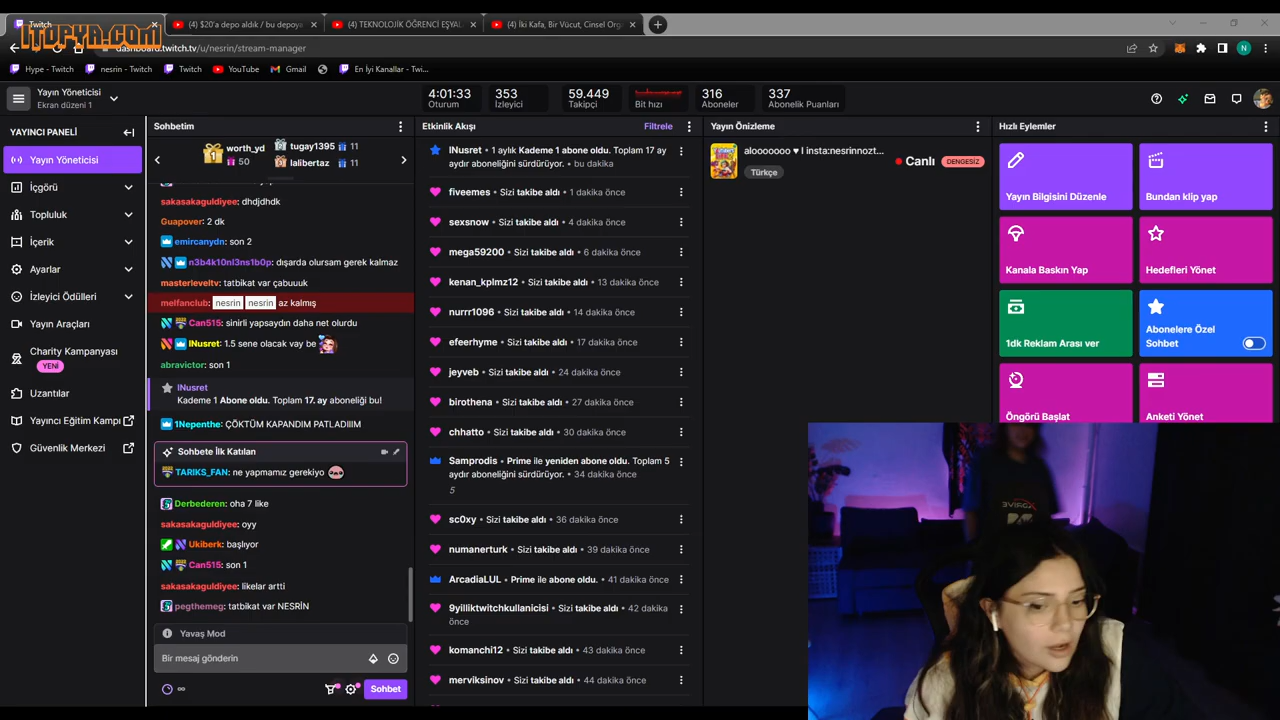 Twitch
(4) $20'a depo aldık / bu depoya
(4) TEKNOLOJİK ÖĞRENCİ EŞYAL
(4) İki Kafa, Bir Vücut, Cinsel Org
iTOPYA.COM
dashboard.twitch.tv/u/nesrin/stream-manager
N
Hype - Twitch
nesrin - Twitch
Twitch
YouTube
Gmail
En İyi Kanallar - Twi...
Yayın Yöneticisi
Ekran düzeni 1
4:01:33
Oturum
353
İzleyici
59.449
Takipçi
Bit hızı
316
Aboneler
337
Abonelik Puanları
YAYINCI PANELİ
Yayın Yöneticisi
İçgörü
Topluluk
İçerik
Ayarlar
İzleyici Ödülleri
Yayın Araçları
Charity Kampanyası
YENİ
Uzantılar
Yayıncı Eğitim Kampı
Güvenlik Merkezi
Sohbetim
1
worth_yd
50
tugay1395 11
lalibertaz 11
sakasakaguldiyee: dhdjdhdk
Guapover: 2 dk
emircanydn: son 2
n3b4k10nl3ns1b0p: dışarda olursam gerek kalmaz
masterleveltv: tatbikat var çabuuuk
melfanclub: nesrin nesrin az kalmış
Can515: sinirli yapsaydın daha net olurdu
INusret: 1.5 sene olacak vay be
abravictor: son 1
INusret
Kademe 1 Abone oldu. Toplam 17. ay aboneliği bu!
1Nepenthe: ÇÖKTÜM KAPANDIM PATLADIIIM
Sohbete İlk Katılan
TARIKS_FAN: ne yapmamız gerekiyo
Derbederen: oha 7 like
sakasakaguldiyee: oyy
Ukiberk: başlıyor
Can515: son 1
sakasakaguldiyee: likelar artti
pegthemeg: tatbikat var NESRİN
Yavaş Mod
Bir mesaj gönderin
∞
Sohbet
Etkinlik Akışı
Filtrele
INusret • 1 aylık Kademe 1 abone oldu. Toplam 17 ay
aydır aboneliğini sürdürüyor. • bu dakika
fiveemes • Sizi takibe aldı • 1 dakika önce
sexsnow • Sizi takibe aldı • 4 dakika önce
mega59200 • Sizi takibe aldı • 6 dakika önce
kenan_kplmz12 • Sizi takibe aldı • 13 dakika önce
nurrr1096 • Sizi takibe aldı • 14 dakika önce
efeerhyme • Sizi takibe aldı • 17 dakika önce
jeyyeb • Sizi takibe aldı • 24 dakika önce
birothena • Sizi takibe aldı • 27 dakika önce
chhatto • Sizi takibe aldı • 30 dakika önce
Samprodis • Prime ile yeniden abone oldu. Toplam 5
aydır aboneliğini sürdürüyor. • 34 dakika önce
5
sc0xy • Sizi takibe aldı • 36 dakika önce
numanerturk • Sizi takibe aldı • 39 dakika önce
ArcadiaLUL • Prime ile abone oldu. • 41 dakika önce
9yilliktwitchkullanicisi • Sizi takibe aldı • 42 dakika
önce
komanchi12 • Sizi takibe aldı • 43 dakika önce
merviksinov • Sizi takibe aldı • 44 dakika önce
Yayın Önizleme
alooooooo ♥ l insta:nesrinnozt...
Türkçe
Canlı
DENGESİZ
Hızlı Eylemler
Yayın Bilgisini Düzenle
Bundan klip yap
Kanala Baskın Yap
Hedefleri Yönet
1dk Reklam Arası ver
Abonelere Özel
Sohbet
Öngörü Başlat
Anketi Yönet